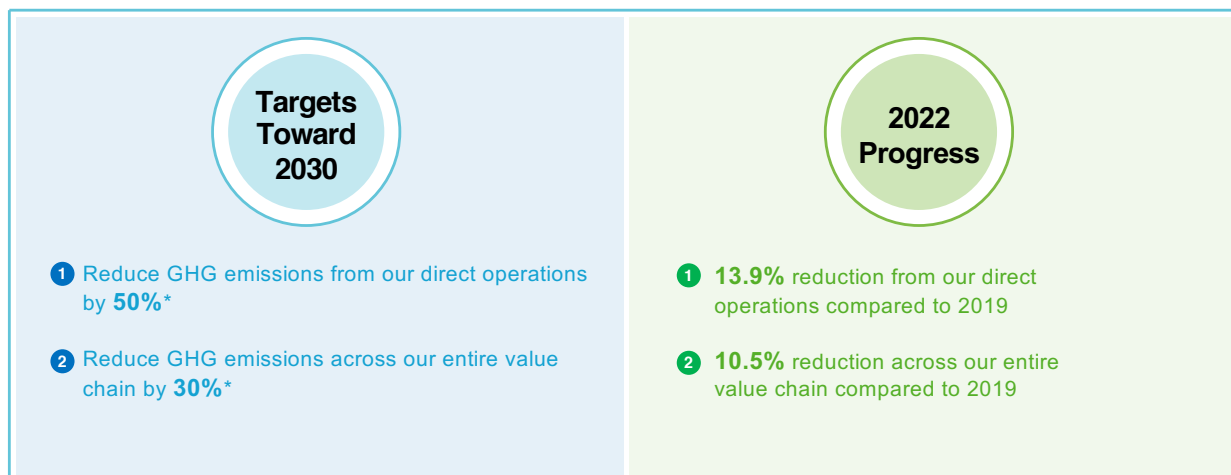 Targets
Toward
2030
1 Reduce GHG emissions from our direct operations
by 50%*
2 Reduce GHG emissions across our entire value
chain by 30%*
2022
Progress
1 13.9% reduction from our direct
operations compared to 2019
2 10.5% reduction across our entire
value chain compared to 2019